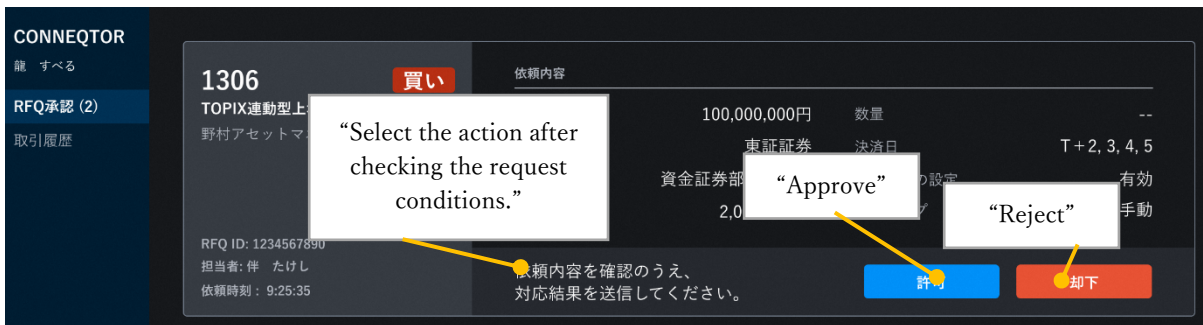 CONNEQTOR
龍 すべる
RFQ承認 (2)
取引履歴
1306
買い
TOPIX連動型上
野村アセットマ
RFQ ID: 1234567890
担当者: 伴 たけし
依頼時刻 : 9:25:35
依頼内容
100,000,000円 数量 --
東証証券 決済日 T+2, 3, 4, 5
資金証券部 の設定 有効
2,0 手動
依頼内容を確認のうえ、
対応結果を送信してください。
許可
却下
“Select the action after
checking the request
conditions.”
“Approve”
“Reject”